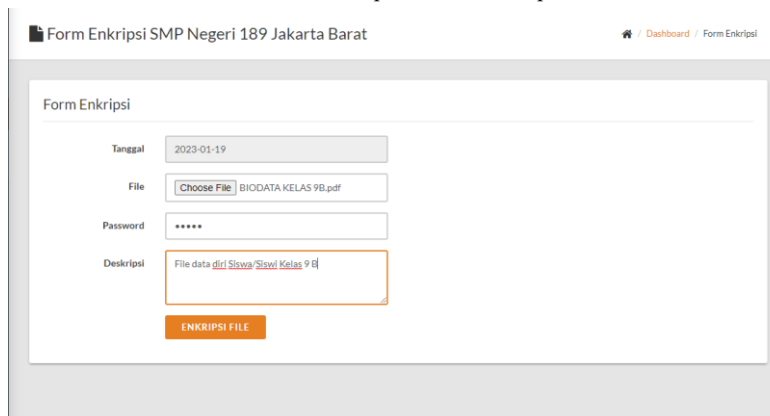 Form Enkripsi SMP Negeri 189 Jakarta Barat
/ Dashboard / Form Enkripsi
Form Enkripsi
Tanggal 2023-01-19
File Choose File BIODATA KELAS 9B.pdf
Password •••••
Deskripsi File data diri Siswa/Siswi Kelas 9 B
ENKRIPSI FILE